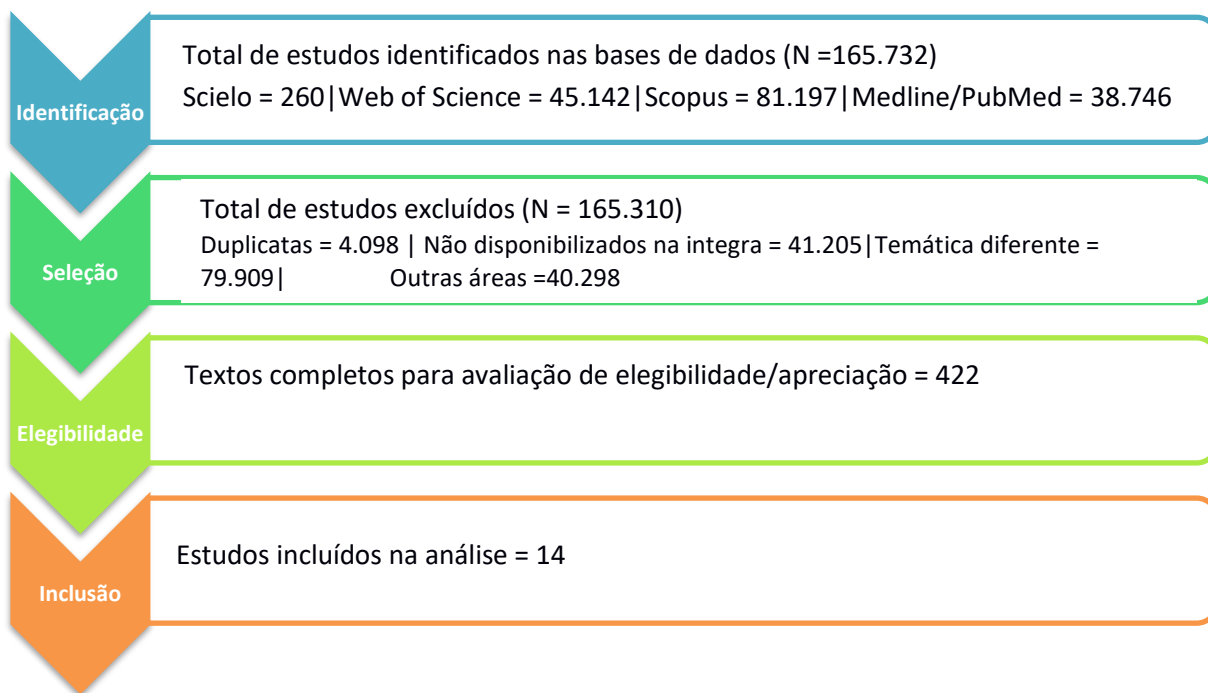 Identificação
Total de estudos identificados nas bases de dados (N =165.732)
Scielo = 260|Web of Science = 45.142|Scopus = 81.197|Medline/PubMed = 38.746
Seleção
Total de estudos excluídos (N = 165.310)
Duplicatas = 4.098 | Não disponibilizados na integra = 41.205|Temática diferente =
79.909| Outras áreas =40.298
Elegibilidade
Textos completos para avaliação de elegibilidade/apreciação = 422
Inclusão
Estudos incluídos na análise = 14